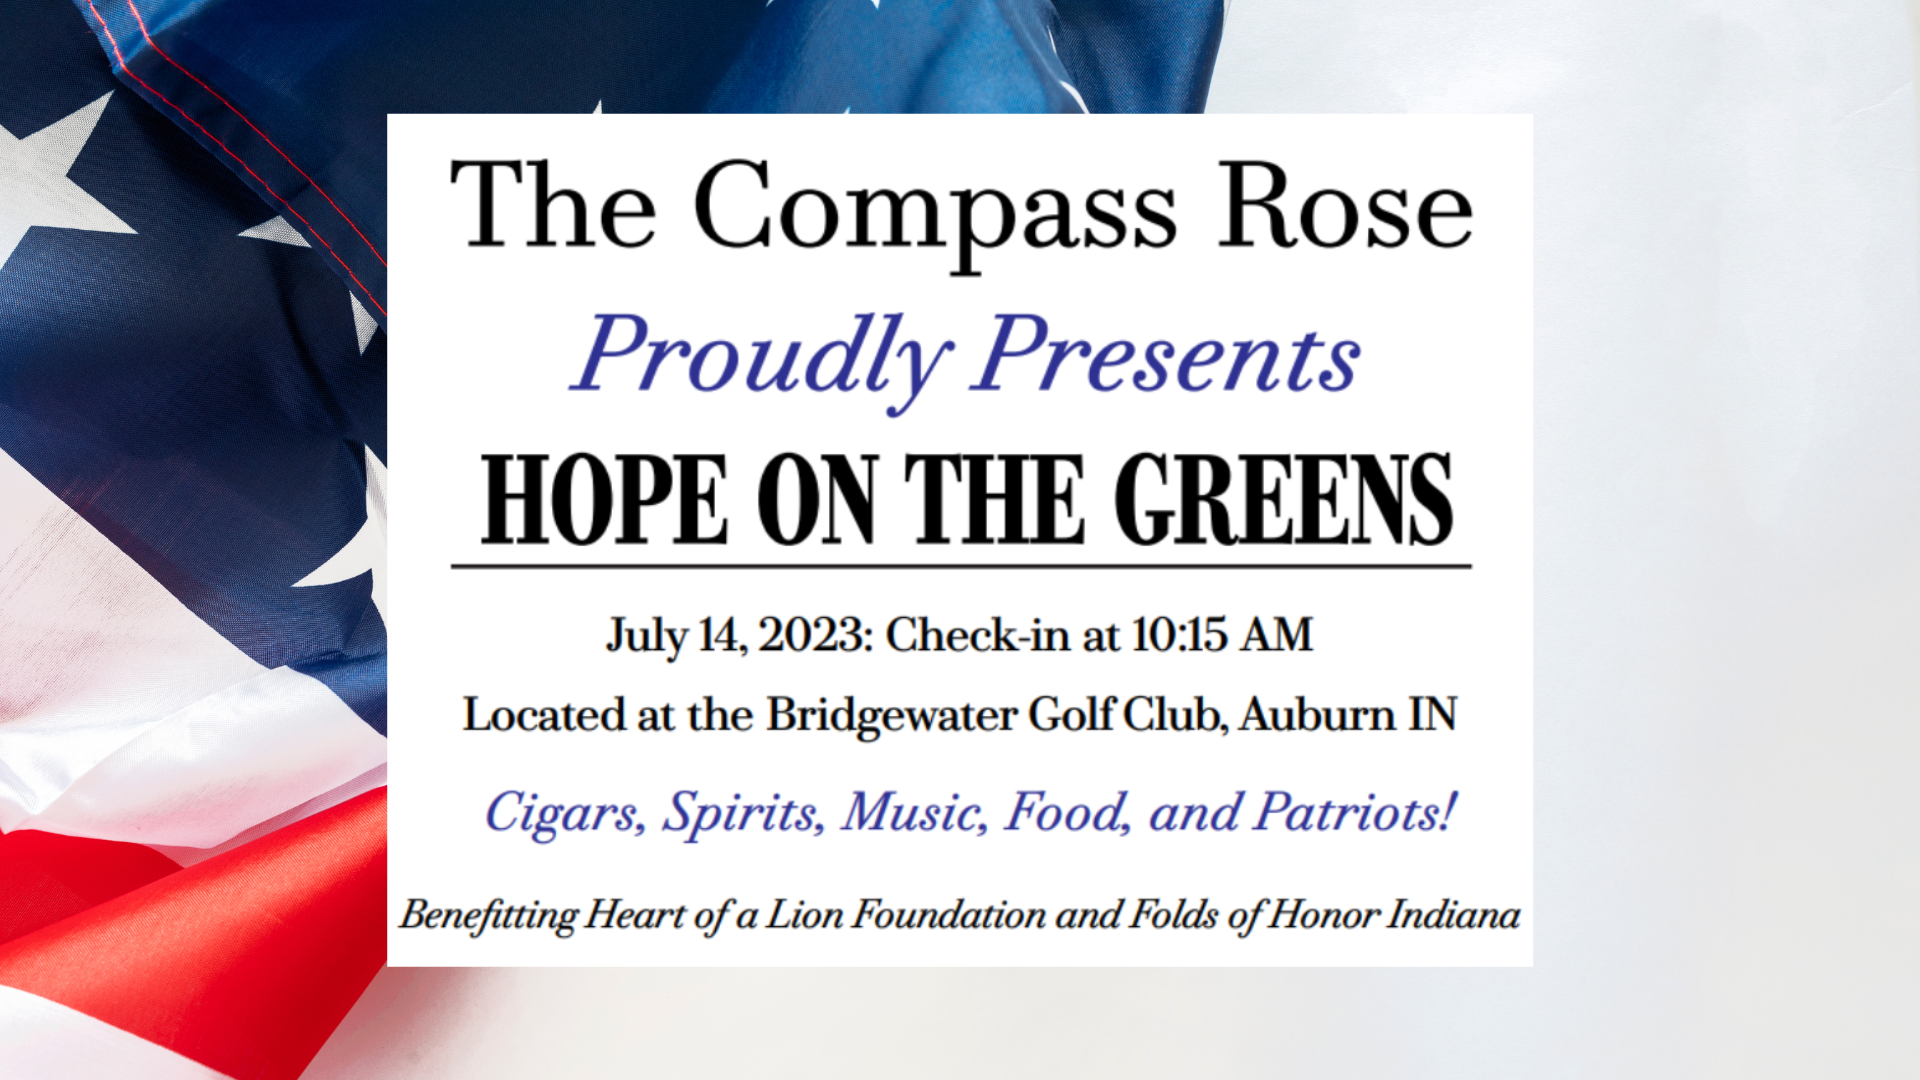 The Compass Rose
Proudly Presents
HOPE ON THE GREENS
July 14, 2023: Check-in at 10:15 AM
Located at the Bridgewater Golf Club, Auburn IN
Cigars, Spirits, Music, Food, and Patriots!
Benefitting Heart of a Lion Foundation and Folds of Honor Indiana